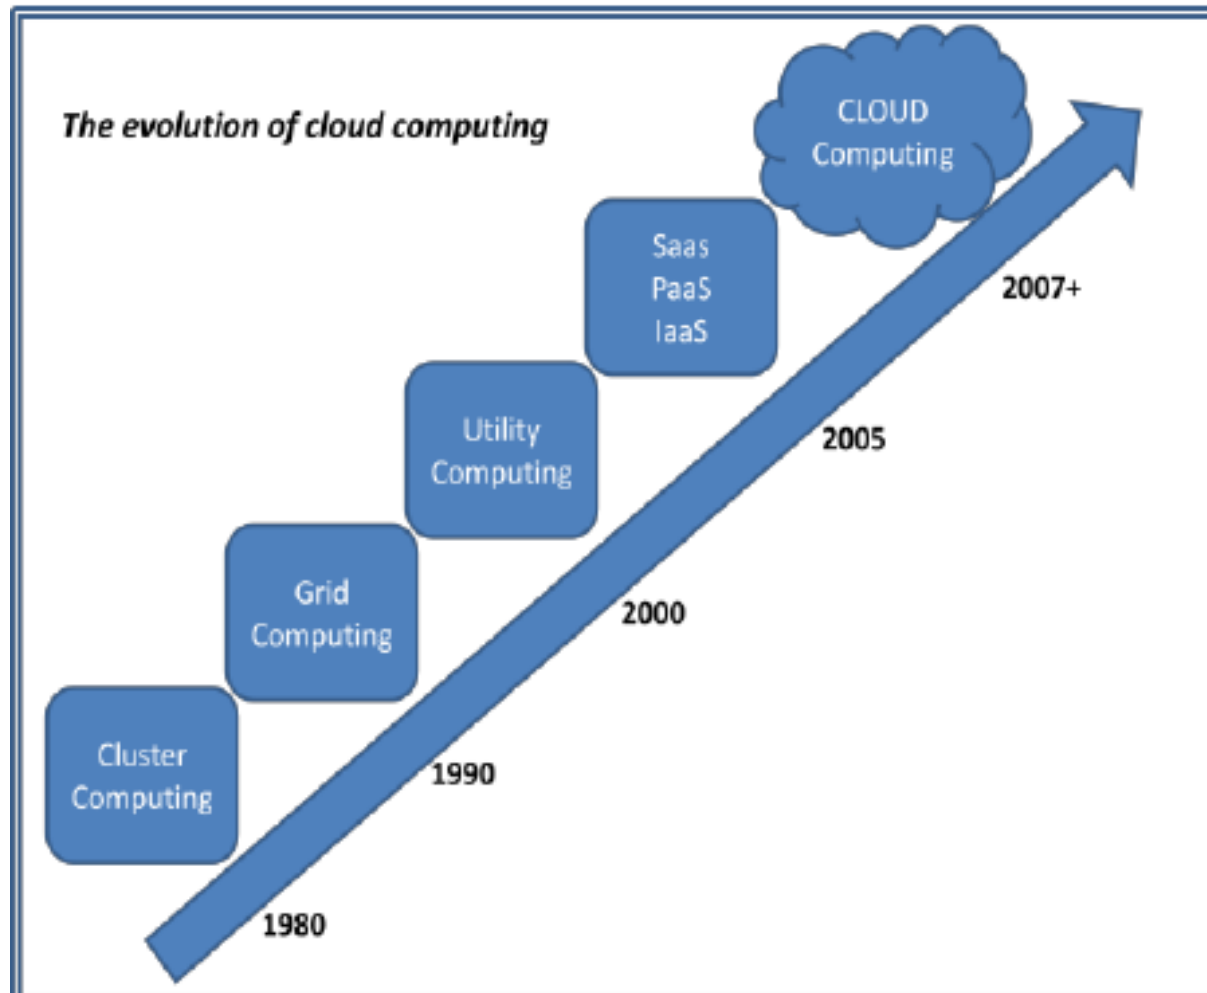 The evolution of cloud computing
CLOUD
Computing
Saas
PaaS
IaaS
2007+
Utility
Computing
2005
Grid
Computing
2000
Cluster
Computing
1990
1980